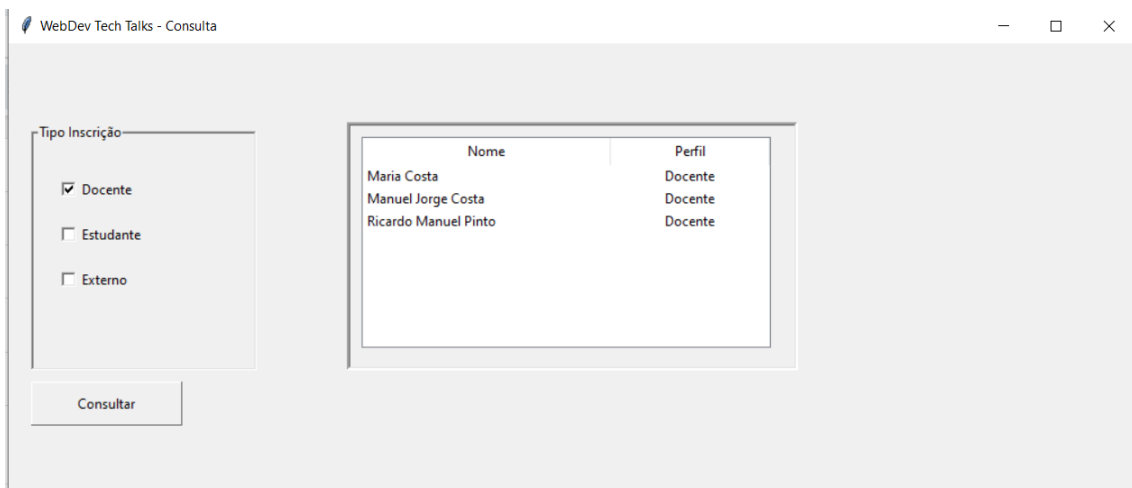 WebDev Tech Talks - Consulta
Tipo Inscrição
Docente
Estudante
Externo
Consultar
Nome Perfil
Maria Costa Docente
Manuel Jorge Costa Docente
Ricardo Manuel Pinto Docente